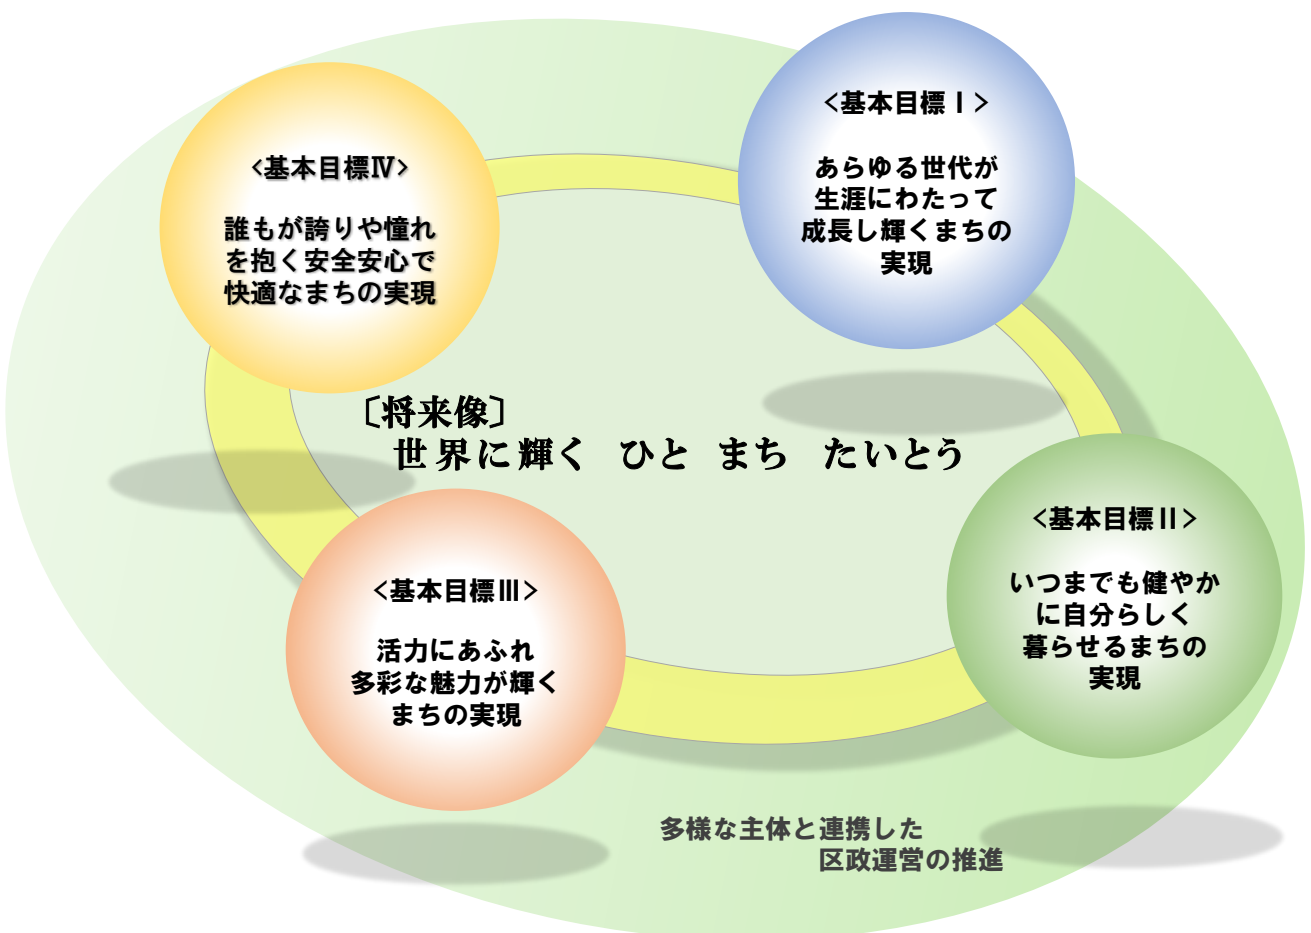 <基本目標Ⅰ>
あらゆる世代が
生涯にわたって
成長し輝くまちの
実現
<基本目標Ⅳ>
誰もが誇りや憧れ
を抱く安全安心で
快適なまちの実現
〔将来像〕
世界に輝く ひと まち たいとう
<基本目標Ⅱ>
いつまでも健やか
に自分らしく
暮らせるまちの
実現
<基本目標Ⅲ>
活力にあふれ
多彩な魅力が輝く
まちの実現
多様な主体と連携した
区政運営の推進